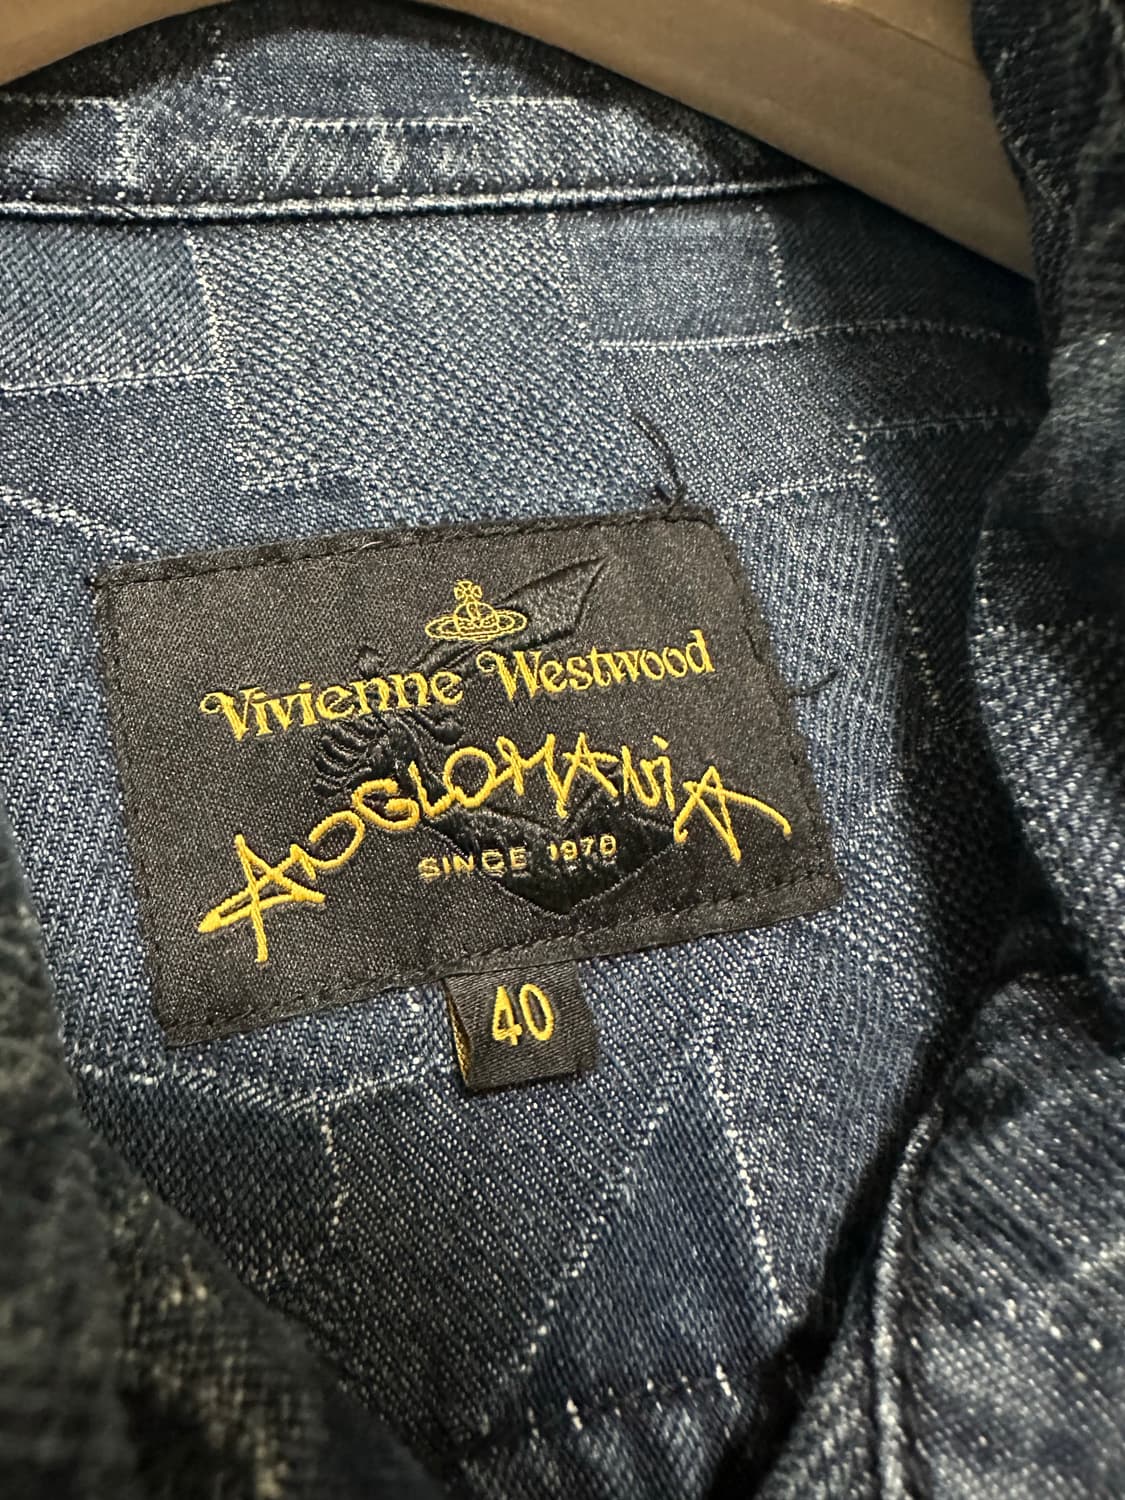 Vivienne Westwood
ANGLOMANiA
SINCE 1970
40